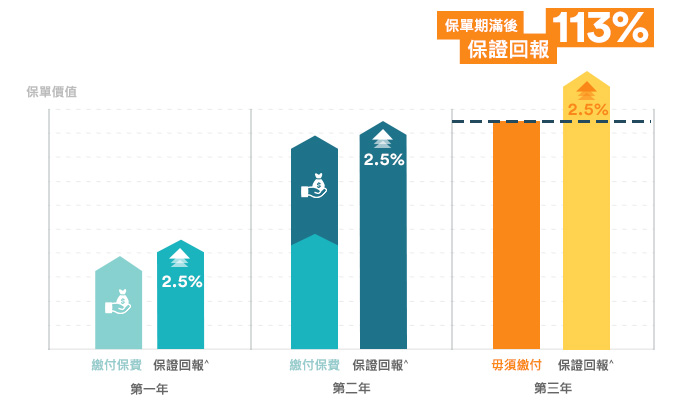 保單期滿後
保證回報
113%
保單價值
2.5%
2.5%
2.5%
繳付保費 保證回報^
第一年
繳付保費 保證回報^
第二年
毋須繳付 保證回報^
第三年